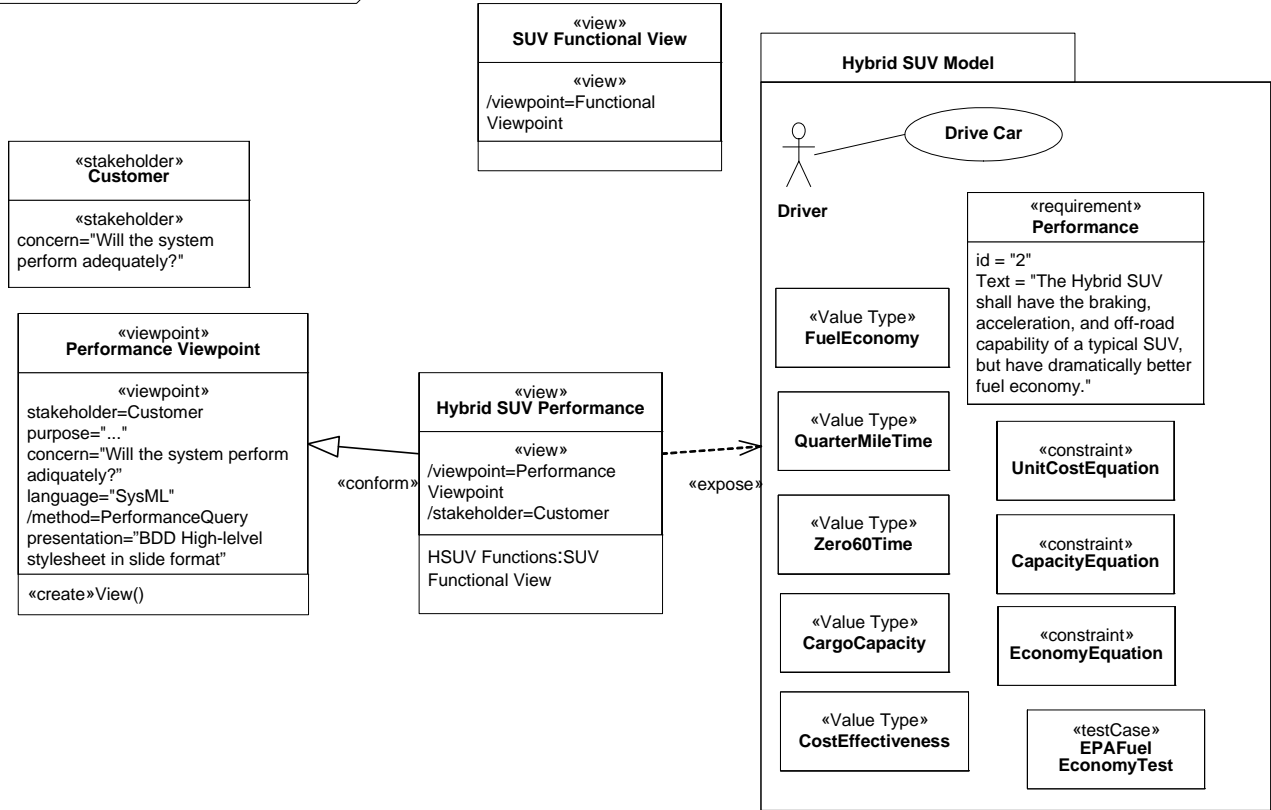 «view»
SUV Functional View
«view»
/viewpoint=Functional
Viewpoint
«stakeholder»
Customer
«stakeholder»
concern="Will the system
perform adequately?"
«viewpoint»
Performance Viewpoint
«viewpoint»
stakeholder=Customer
purpose="..."
concern="Will the system perform
adiquately?"
language="SysML"
/method=PerformanceQuery
presentation="BDD High-lelvel
stylesheet in slide format"
«create»View()
«conform»
«view»
Hybrid SUV Performance
«view»
/viewpoint=Performance
Viewpoint
/stakeholder=Customer
HSUV Functions:SUV
Functional View
«expose»
Hybrid SUV Model
Drive Car
Driver
«requirement»
Performance
id = "2"
Text = "The Hybrid SUV
shall have the braking,
acceleration, and off-road
capability of a typical SUV,
but have dramatically better
fuel economy."
«Value Type»
FuelEconomy
«Value Type»
QuarterMileTime
«Value Type»
Zero60Time
«Value Type»
CargoCapacity
«Value Type»
CostEffectiveness
«constraint»
UnitCostEquation
«constraint»
CapacityEquation
«constraint»
EconomyEquation
«testCase»
EPAFuel
EconomyTest